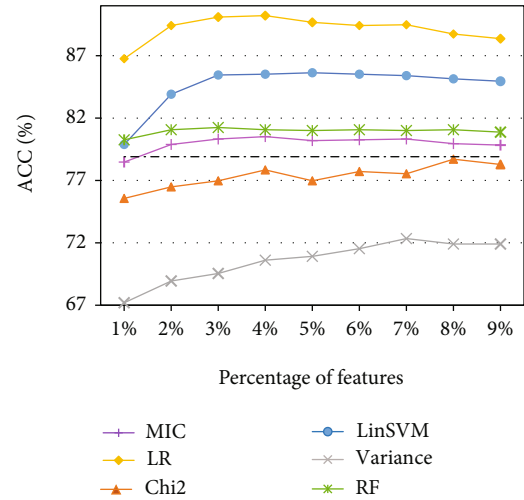 ACC (%)
87
82
77
72
67
1% 2% 3% 4% 5% 6% 7% 8% 9%
Percentage of features
MIC LinSVM
LR Variance
Chi2 RF